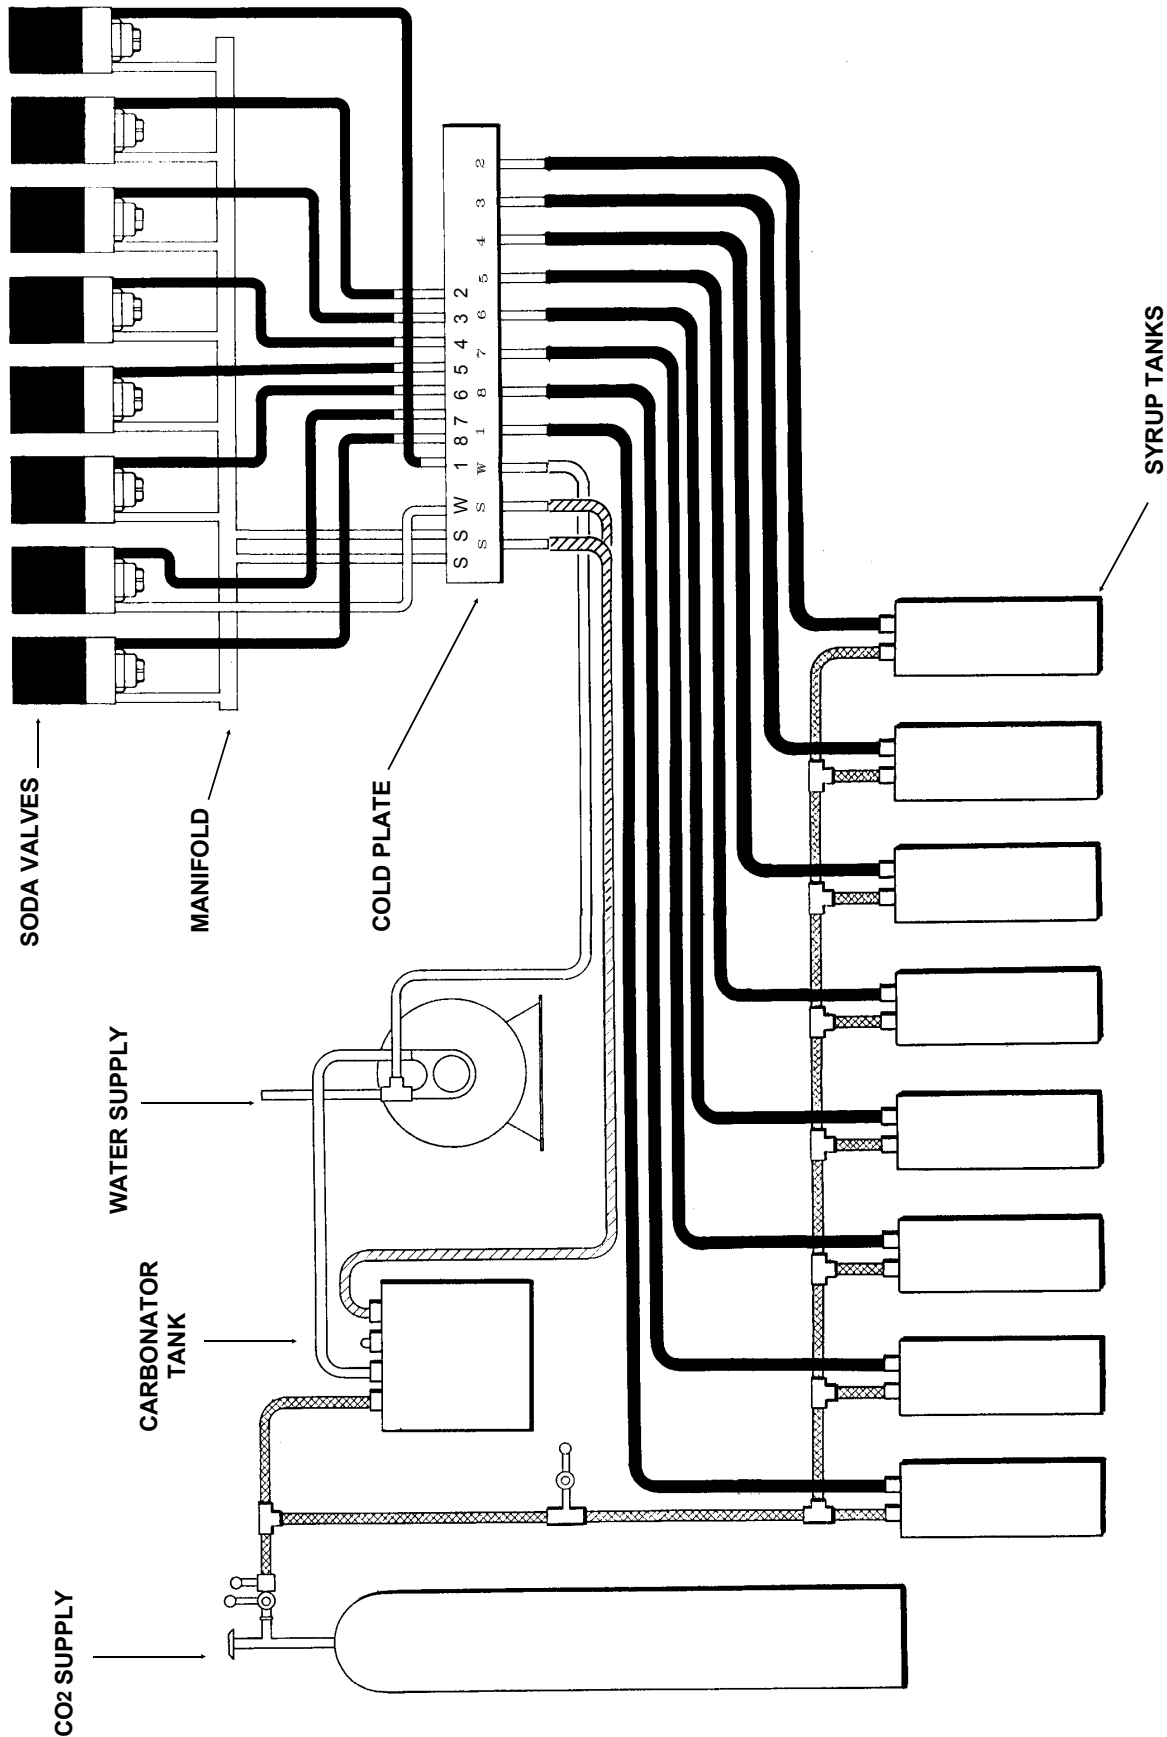 SODA VALVES
MANIFOLD
COLD PLATE
WATER SUPPLY
CARBONATOR
TANK
CO2 SUPPLY
SYRUP TANKS
S S W 1 8 7 6 5 4 3 2
S S W 1 8 7 6 5 4 3 2